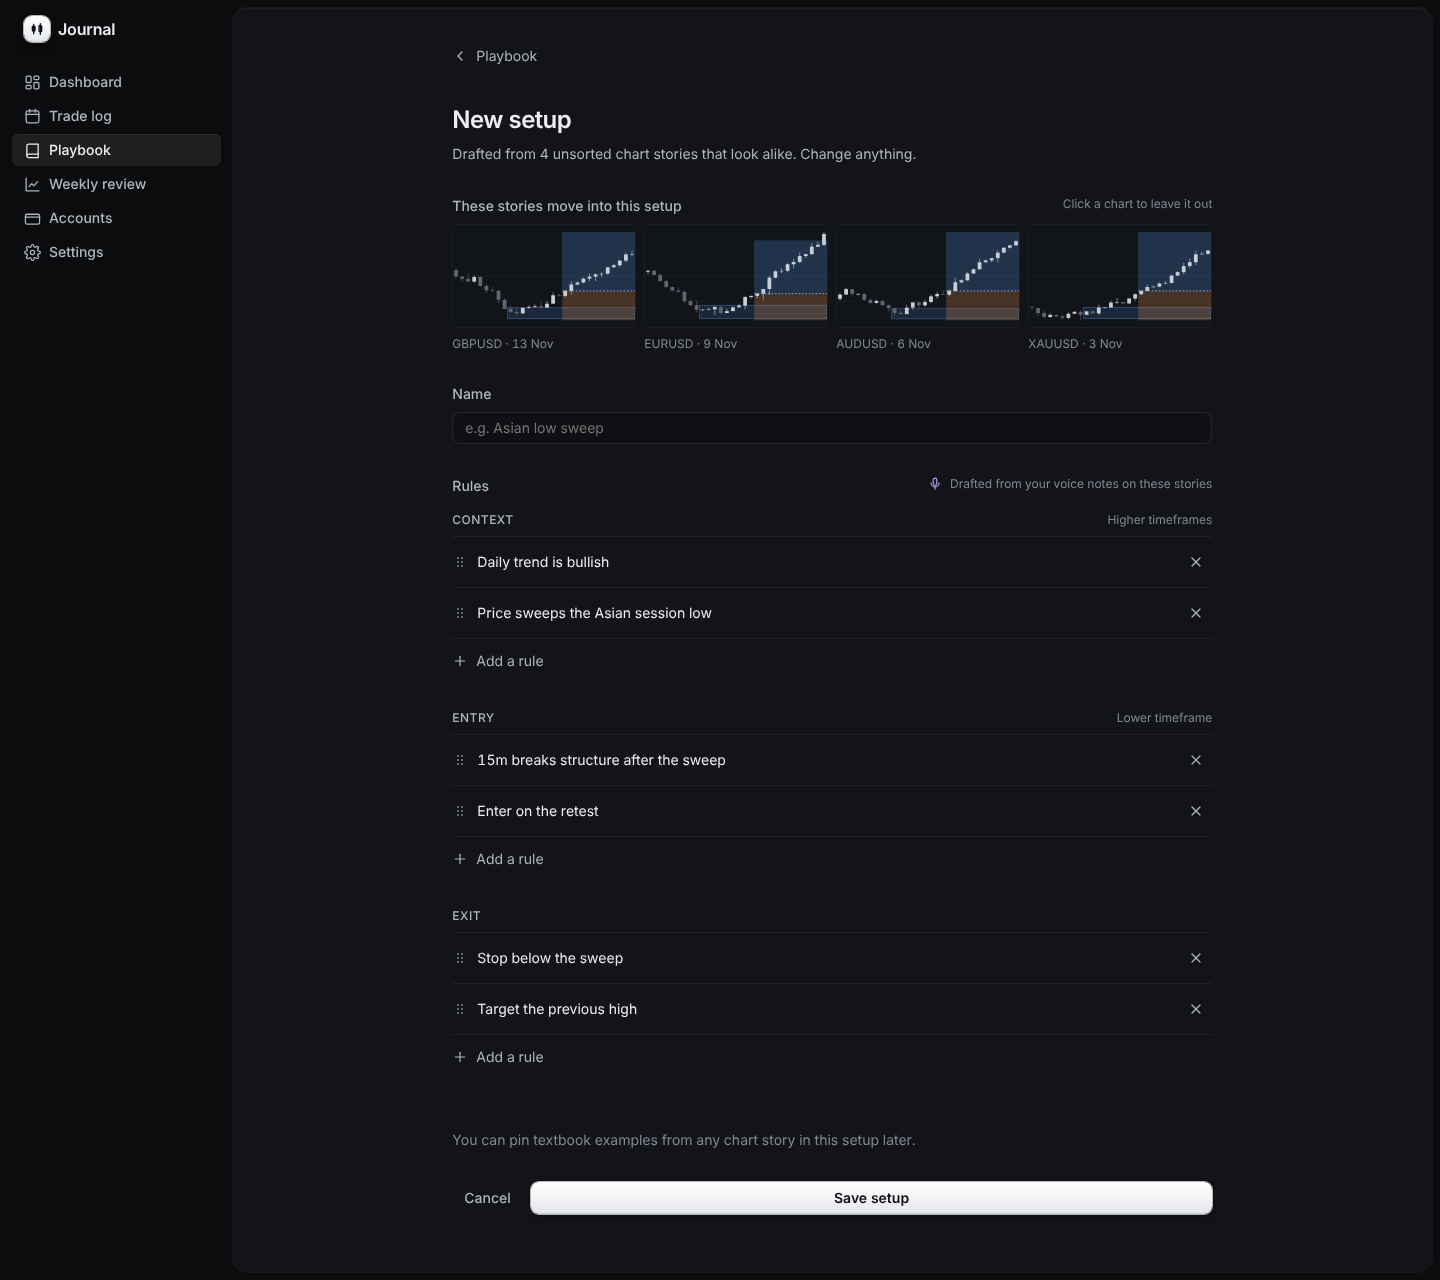 Journal
Dashboard
Trade log
Playbook
Weekly review
Accounts
Settings
Playbook
New setup
Drafted from 4 unsorted chart stories that look alike. Change anything.
These stories move into this setup
Click a chart to leave it out
GBPUSD · 13 Nov
EURUSD · 9 Nov
AUDUSD · 6 Nov
XAUUSD · 3 Nov
Name
e.g. Asian low sweep
Rules
Drafted from your voice notes on these stories
CONTEXT
Higher timeframes
Daily trend is bullish
Price sweeps the Asian session low
Add a rule
ENTRY
Lower timeframe
15m breaks structure after the sweep
Enter on the retest
Add a rule
EXIT
Stop below the sweep
Target the previous high
Add a rule
You can pin textbook examples from any chart story in this setup later.
Cancel
Save setup